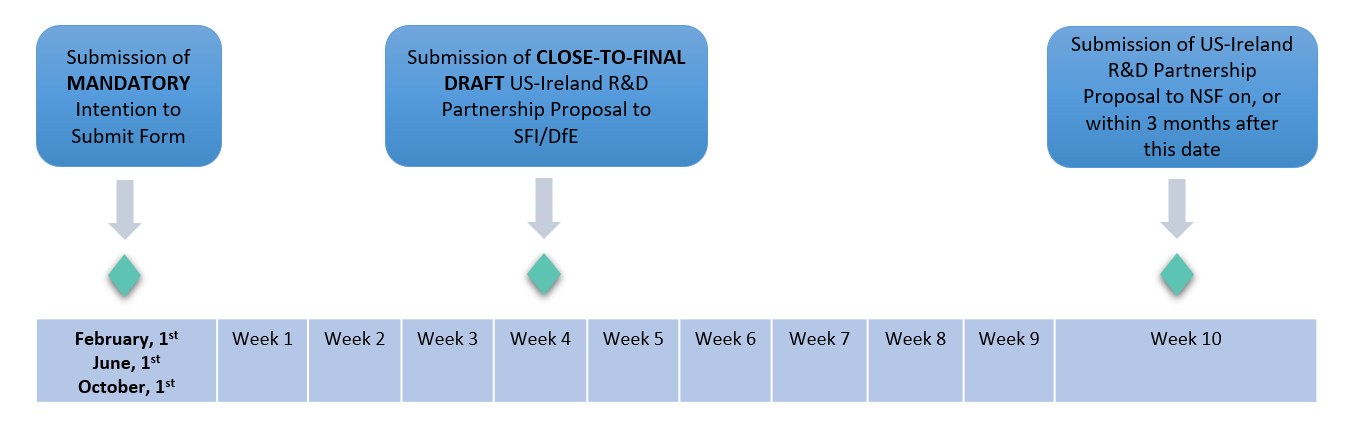 Submission of
MANDATORY
Intention to
Submit Form
Submission of CLOSE-TO-FINAL
DRAFT US-Ireland R&D
Partnership Proposal to
SFI/DfE
Submission of US-Ireland
R&D Partnership
Proposal to NSF on, or
within 3 months after
this date
February, 1st
June, 1st
October, 1st
Week 1
Week 2
Week 3
Week 4
Week 5
Week 6
Week 7
Week 8
Week 9
Week 10